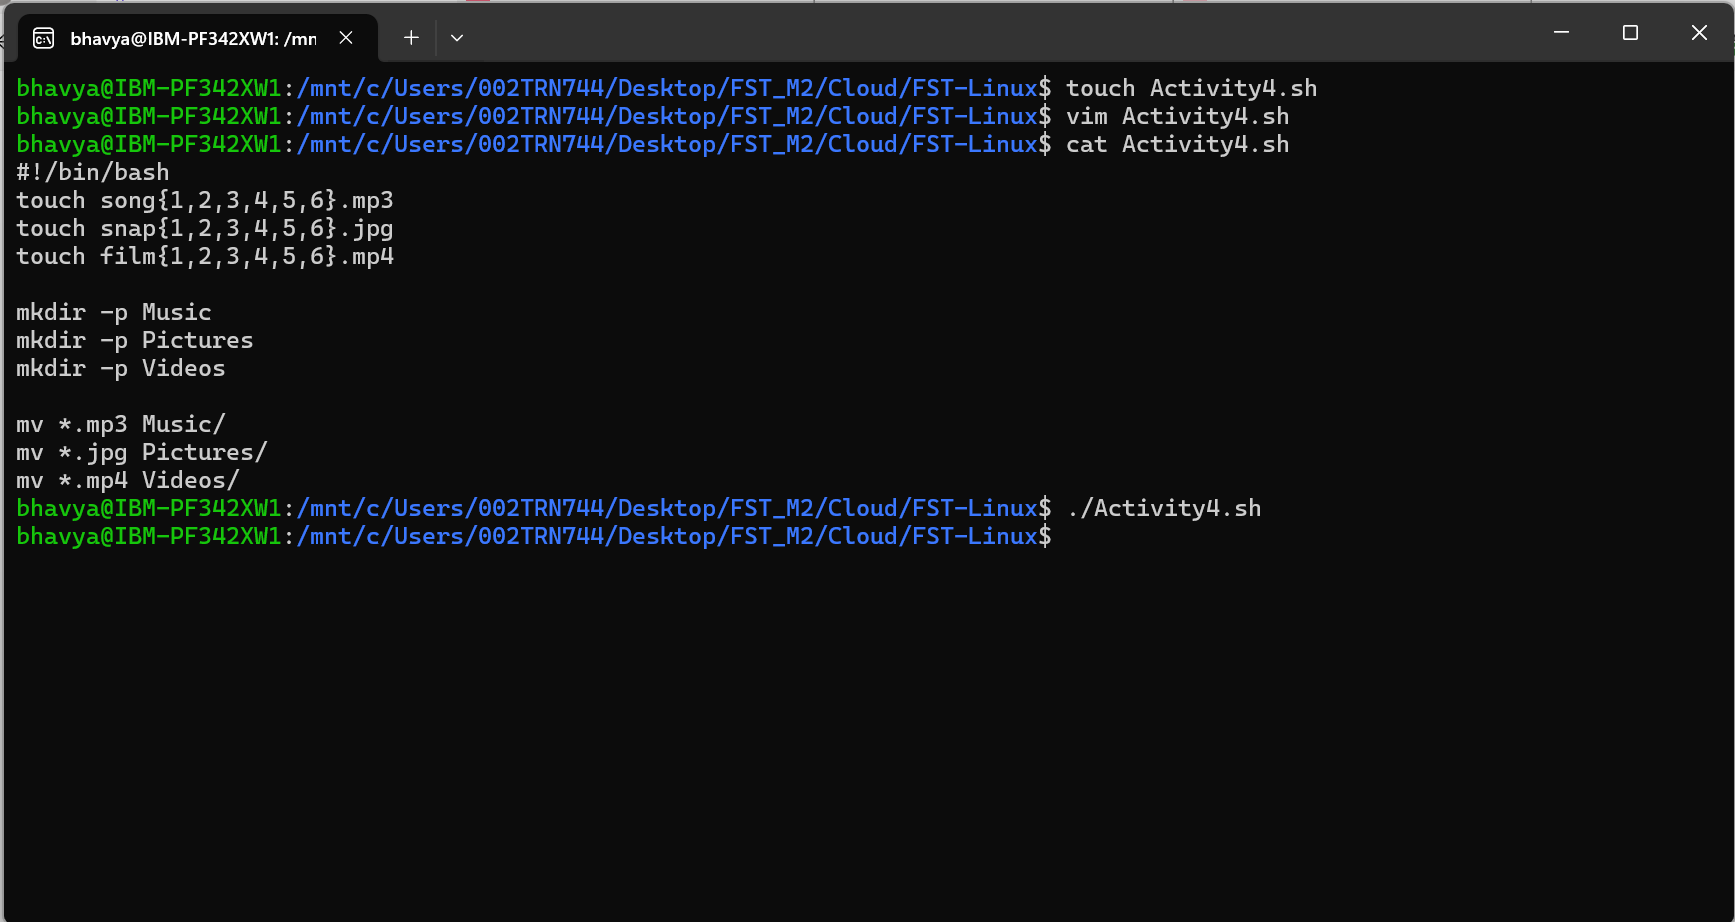 bhavya@IBM-PF342XW1: /mn
bhavya@IBM-PF342XW1:/mnt/c/Users/002TRN744/Desktop/FST_M2/Cloud/FST-Linux$ touch Activity4.sh
bhavya@IBM-PF342XW1:/mnt/c/Users/002TRN744/Desktop/FST_M2/Cloud/FST-Linux$ vim Activity4.sh
bhavya@IBM-PF342XW1:/mnt/c/Users/002TRN744/Desktop/FST_M2/Cloud/FST-Linux$ cat Activity4.sh
#!/bin/bash
touch song{1,2,3,4,5,6}.mp3
touch snap{1,2,3,4,5,6}.jpg
touch film{1,2,3,4,5,6}.mp4
mkdir -p Music
mkdir -p Pictures
mkdir -p Videos
mv *.mp3 Music/
mv *.jpg Pictures/
mv *.mp4 Videos/
bhavya@IBM-PF342XW1:/mnt/c/Users/002TRN744/Desktop/FST_M2/Cloud/FST-Linux$ ./Activity4.sh
bhavya@IBM-PF342XW1:/mnt/c/Users/002TRN744/Desktop/FST_M2/Cloud/FST-Linux$